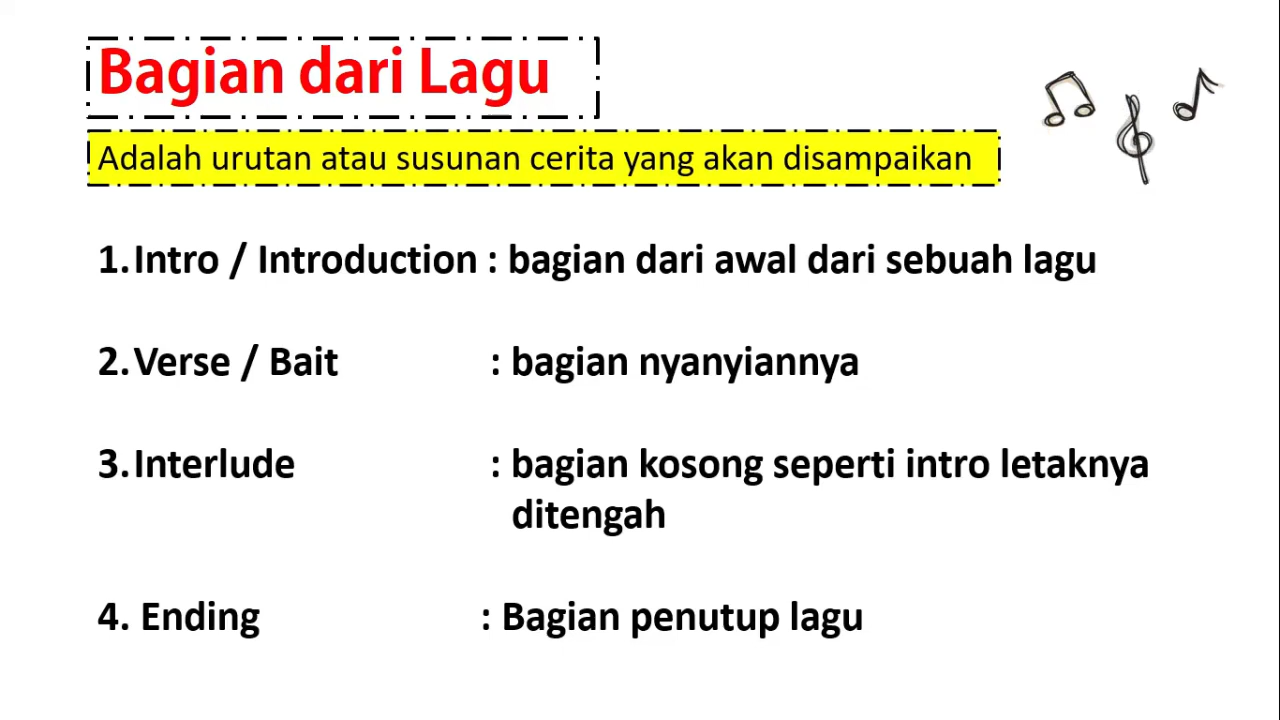 Bagian dari Lagu
Adalah urutan atau susunan cerita yang akan disampaikan
1. Intro / Introduction : bagian dari awal dari sebuah lagu
2. Verse / Bait : bagian nyanyiannya
3. Interlude : bagian kosong seperti intro letaknya
ditengah
4. Ending : Bagian penutup lagu